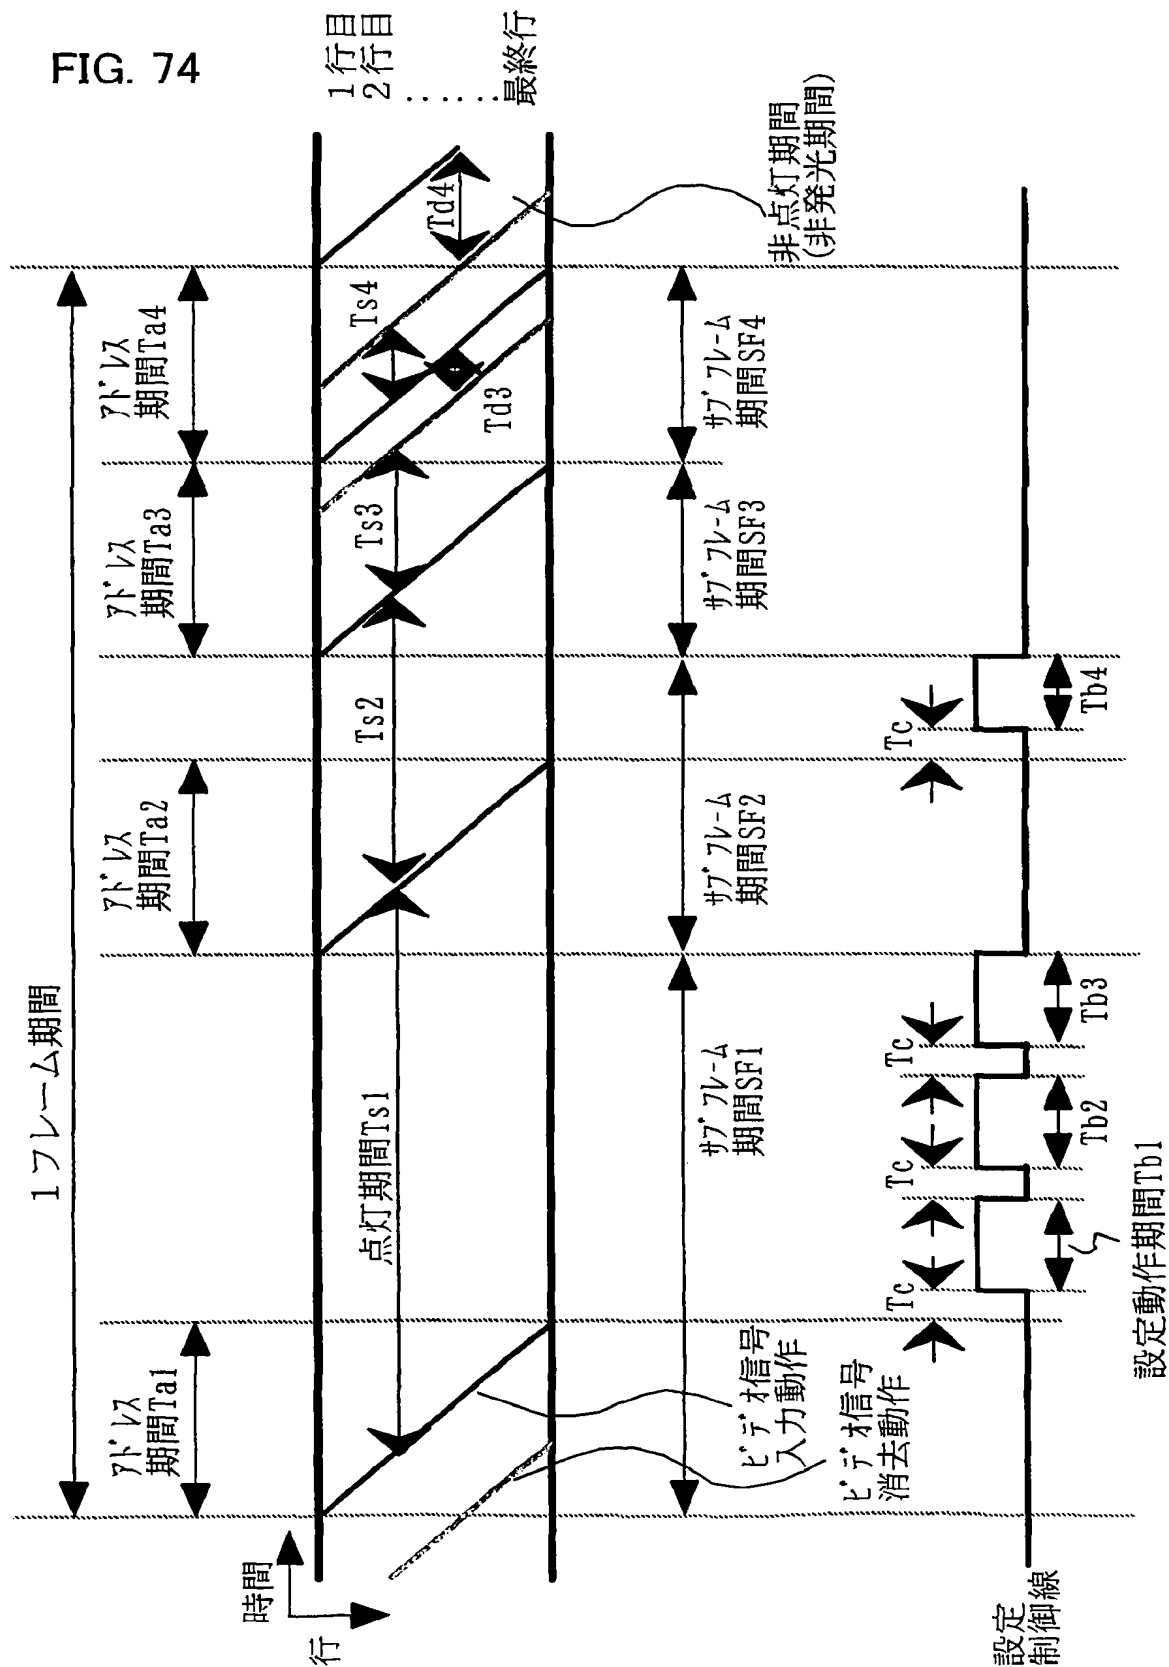 FIG. 74
1フレーム期間
アドレス
期間Ta1
アドレス
期間Ta2
アドレス
期間Ta3
アドレス
期間Ta4
時間
行
1行目
2行目
......
最終行
点灯期間Ts1
Ts2
Ts3
Ts4
Td3
Td4
非点灯期間
(非発光期間)
ビデオ信号
入力動作
ビデオ信号
消去動作
サブフレーム
期間SF1
サブフレーム
期間SF2
サブフレーム
期間SF3
サブフレーム
期間SF4
設定
制御線
Tc
Tc
Tc
Tc
設定動作期間Tb1
Tb2
Tb3
Tb4